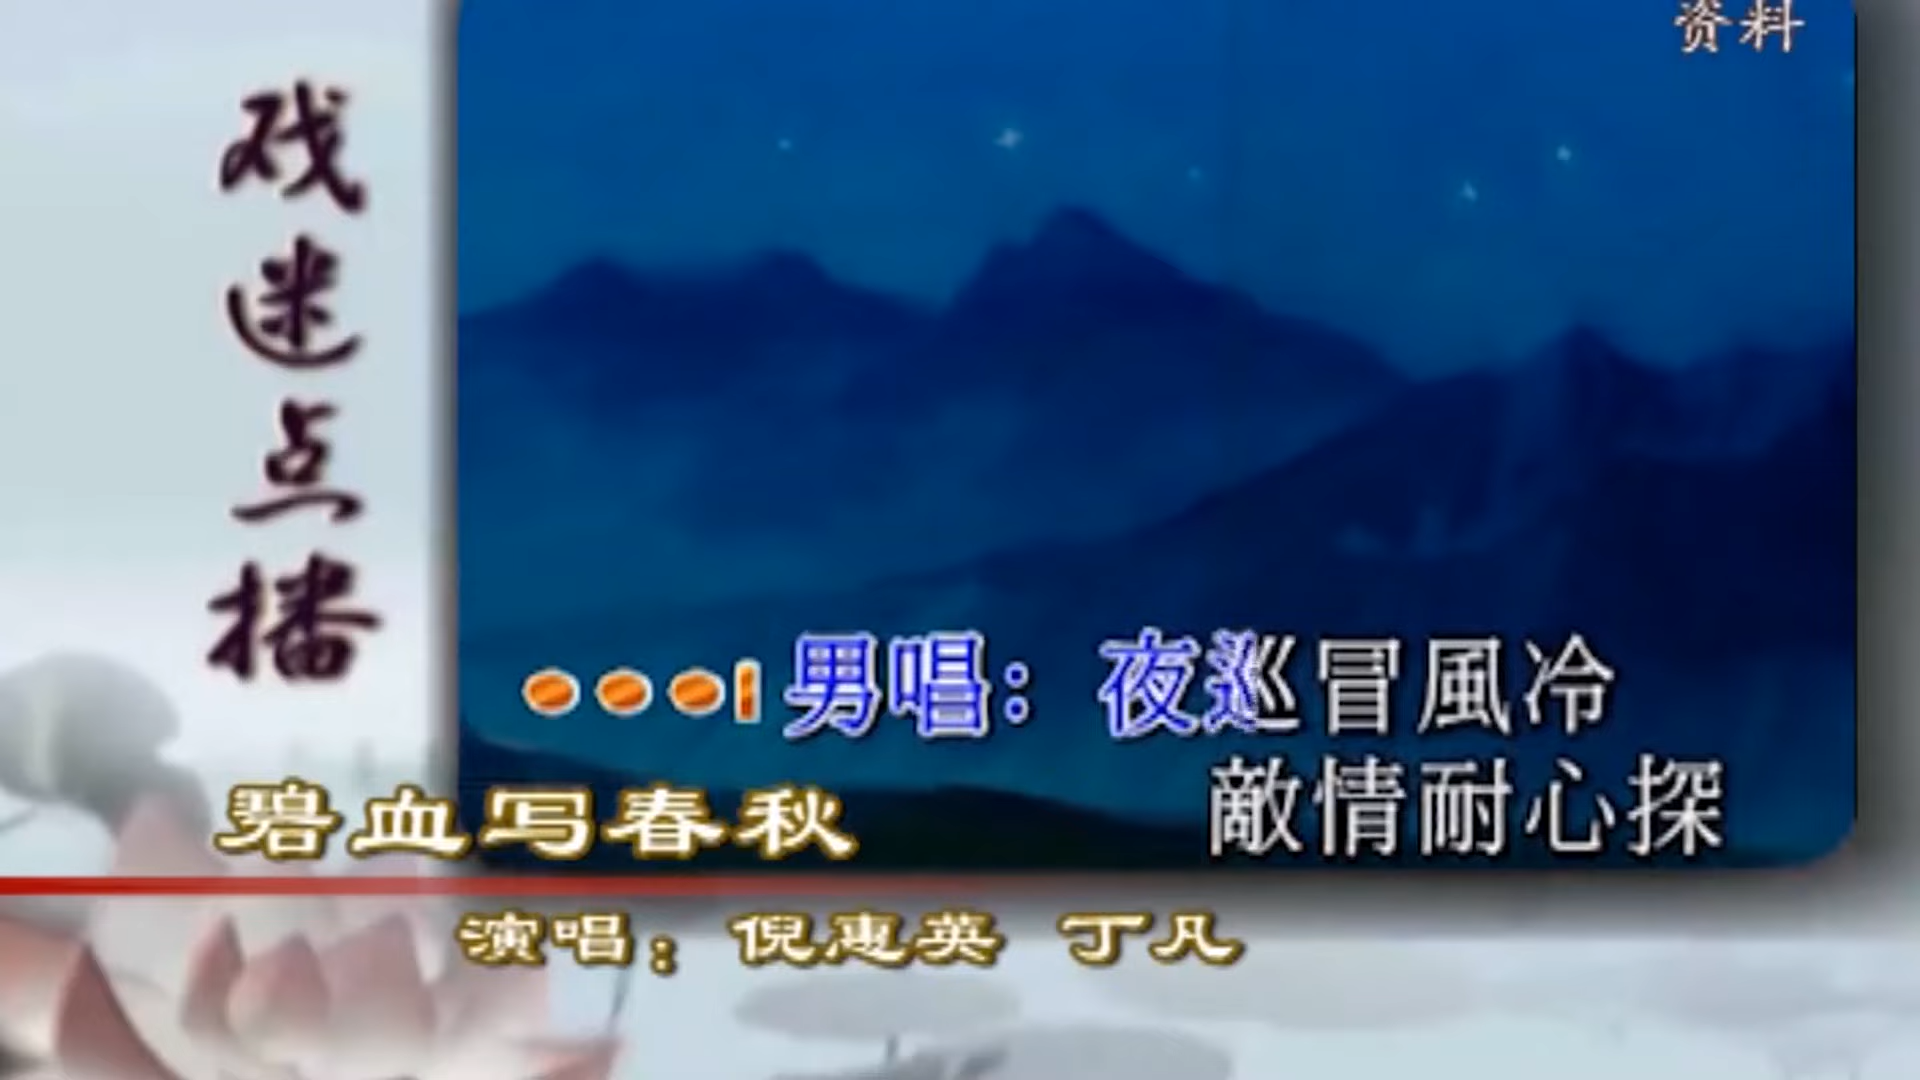 资料
戏迷点播
男唱：夜巡冒風冷
敵情耐心探
碧血写春秋
演唱：倪惠英 丁凡